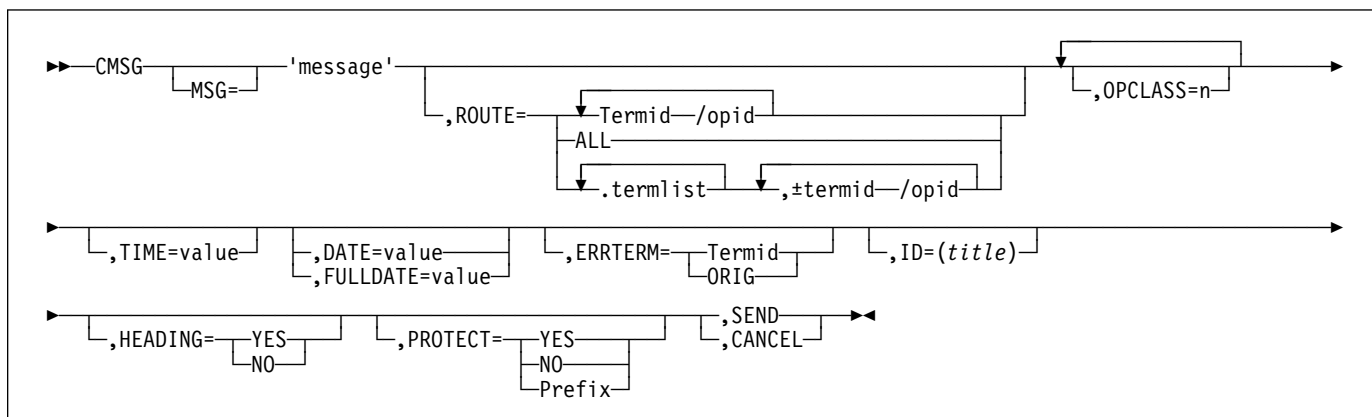 CMSG 'message'
MSG= ,OPCLASS=n
,ROUTE= Termid /opid
ALL
.termlist ,±termid /opid
,TIME=value ,DATE=value ,ERRTERM= Termid ,ID=(title)
,FULLDATE=value ORIG
,SEND
,HEADING= YES ,PROTECT= YES ,CANCEL
NO NO
Prefix